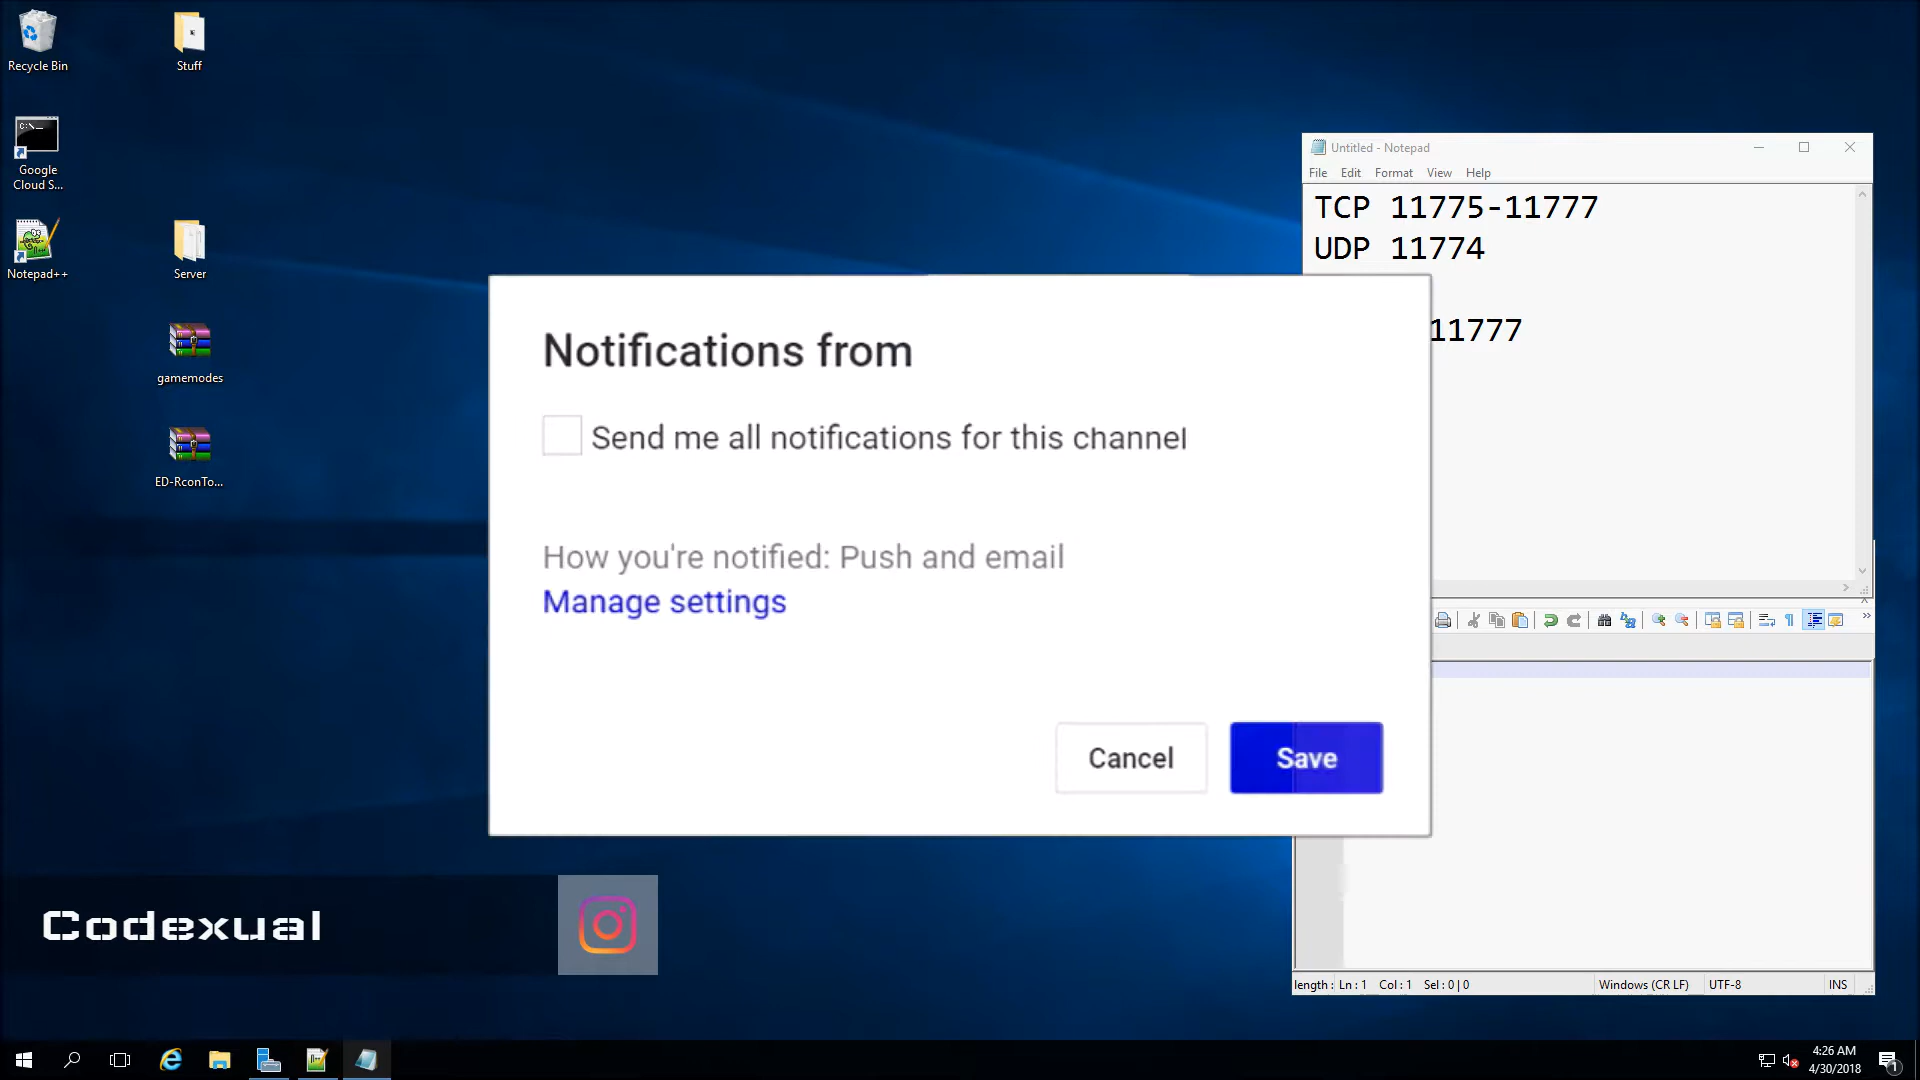 Recycle Bin
Stuff
Google
Cloud S...
Notepad++
Server
gamemodes
ED-RconTo...
Untitled - Notepad
File Edit Format View Help
TCP 11775-11777
UDP 11774
11777
Notifications from
Send me all notifications for this channel
How you're notified: Push and email
Manage settings
Cancel
Save
Codexual
length : Ln : 1 Col : 1 Sel : 0 | 0
Windows (CR LF)
UTF-8
INS
4:26 AM
4/30/2018
1